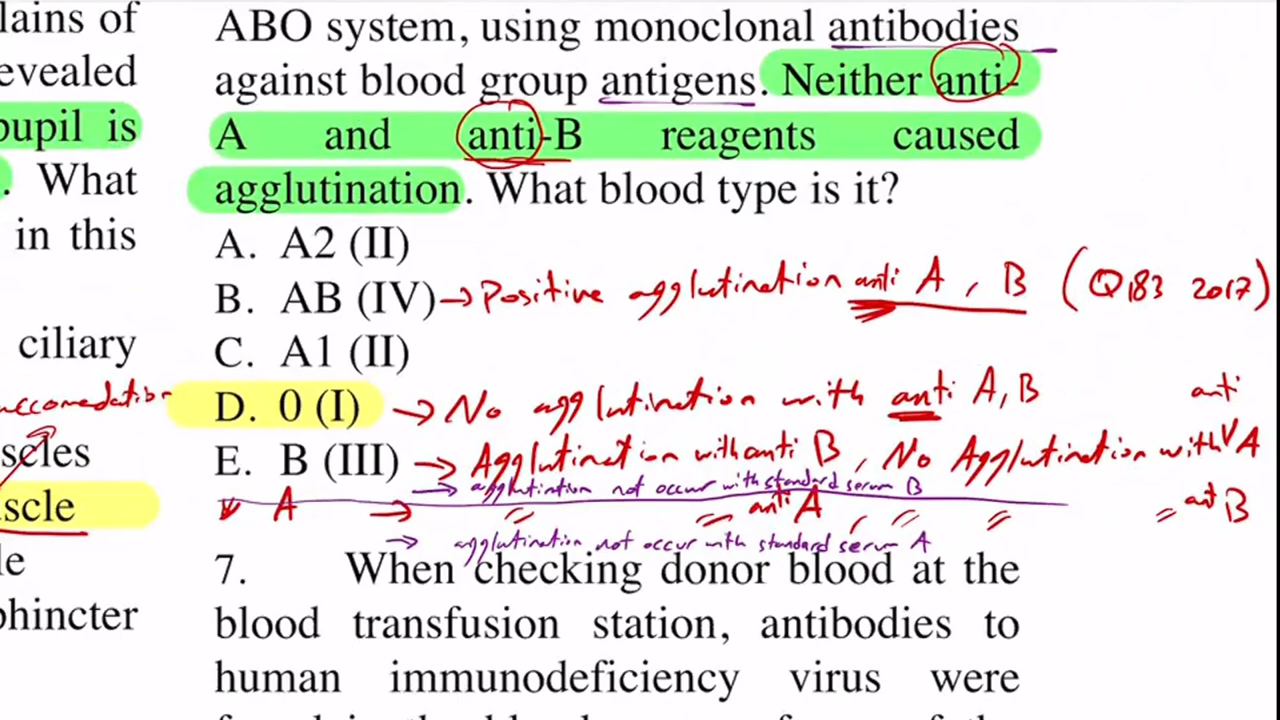 lains of
evealed
pupil is
. What
in this
ciliary
accomedation
scles
scle
le
phincter
ABO system, using monoclonal antibodies
against blood group antigens. Neither anti-
A and anti-B reagents caused
agglutination. What blood type is it?
A. A2 (II)
B. AB (IV) → Positive agglutination anti A, B (Q183 2017)
C. A1 (II)
D. 0 (I) → No agglutination with anti A, B
E. B (III) → Agglutination with anti B, No Agglutination with anti A
→ agglutination not occur with standard serum B
A →〃 〃 anti A, 〃 〃 〃 anti B
→ agglutination not occur with standard serum A
7. When checking donor blood at the
blood transfusion station, antibodies to
human immunodeficiency virus were